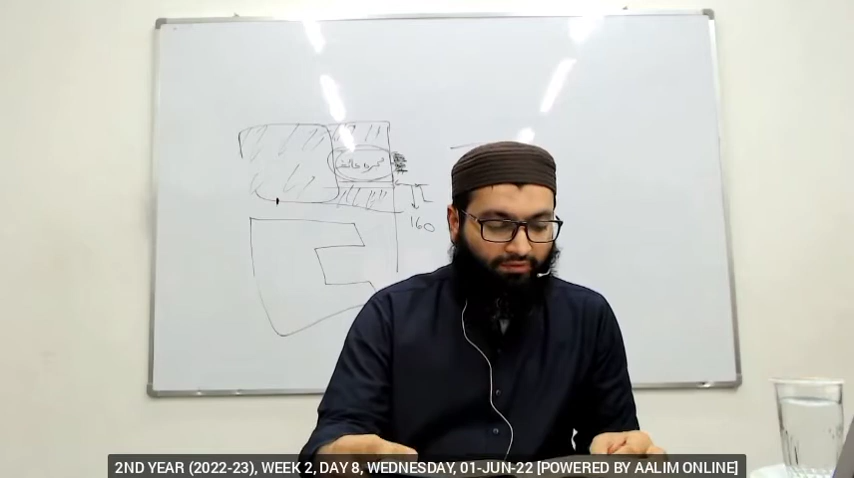 160
2ND YEAR (2022-23), WEEK 2, DAY 8, WEDNESDAY, 01-JUN-22 [POWERED BY AALIM ONLINE]